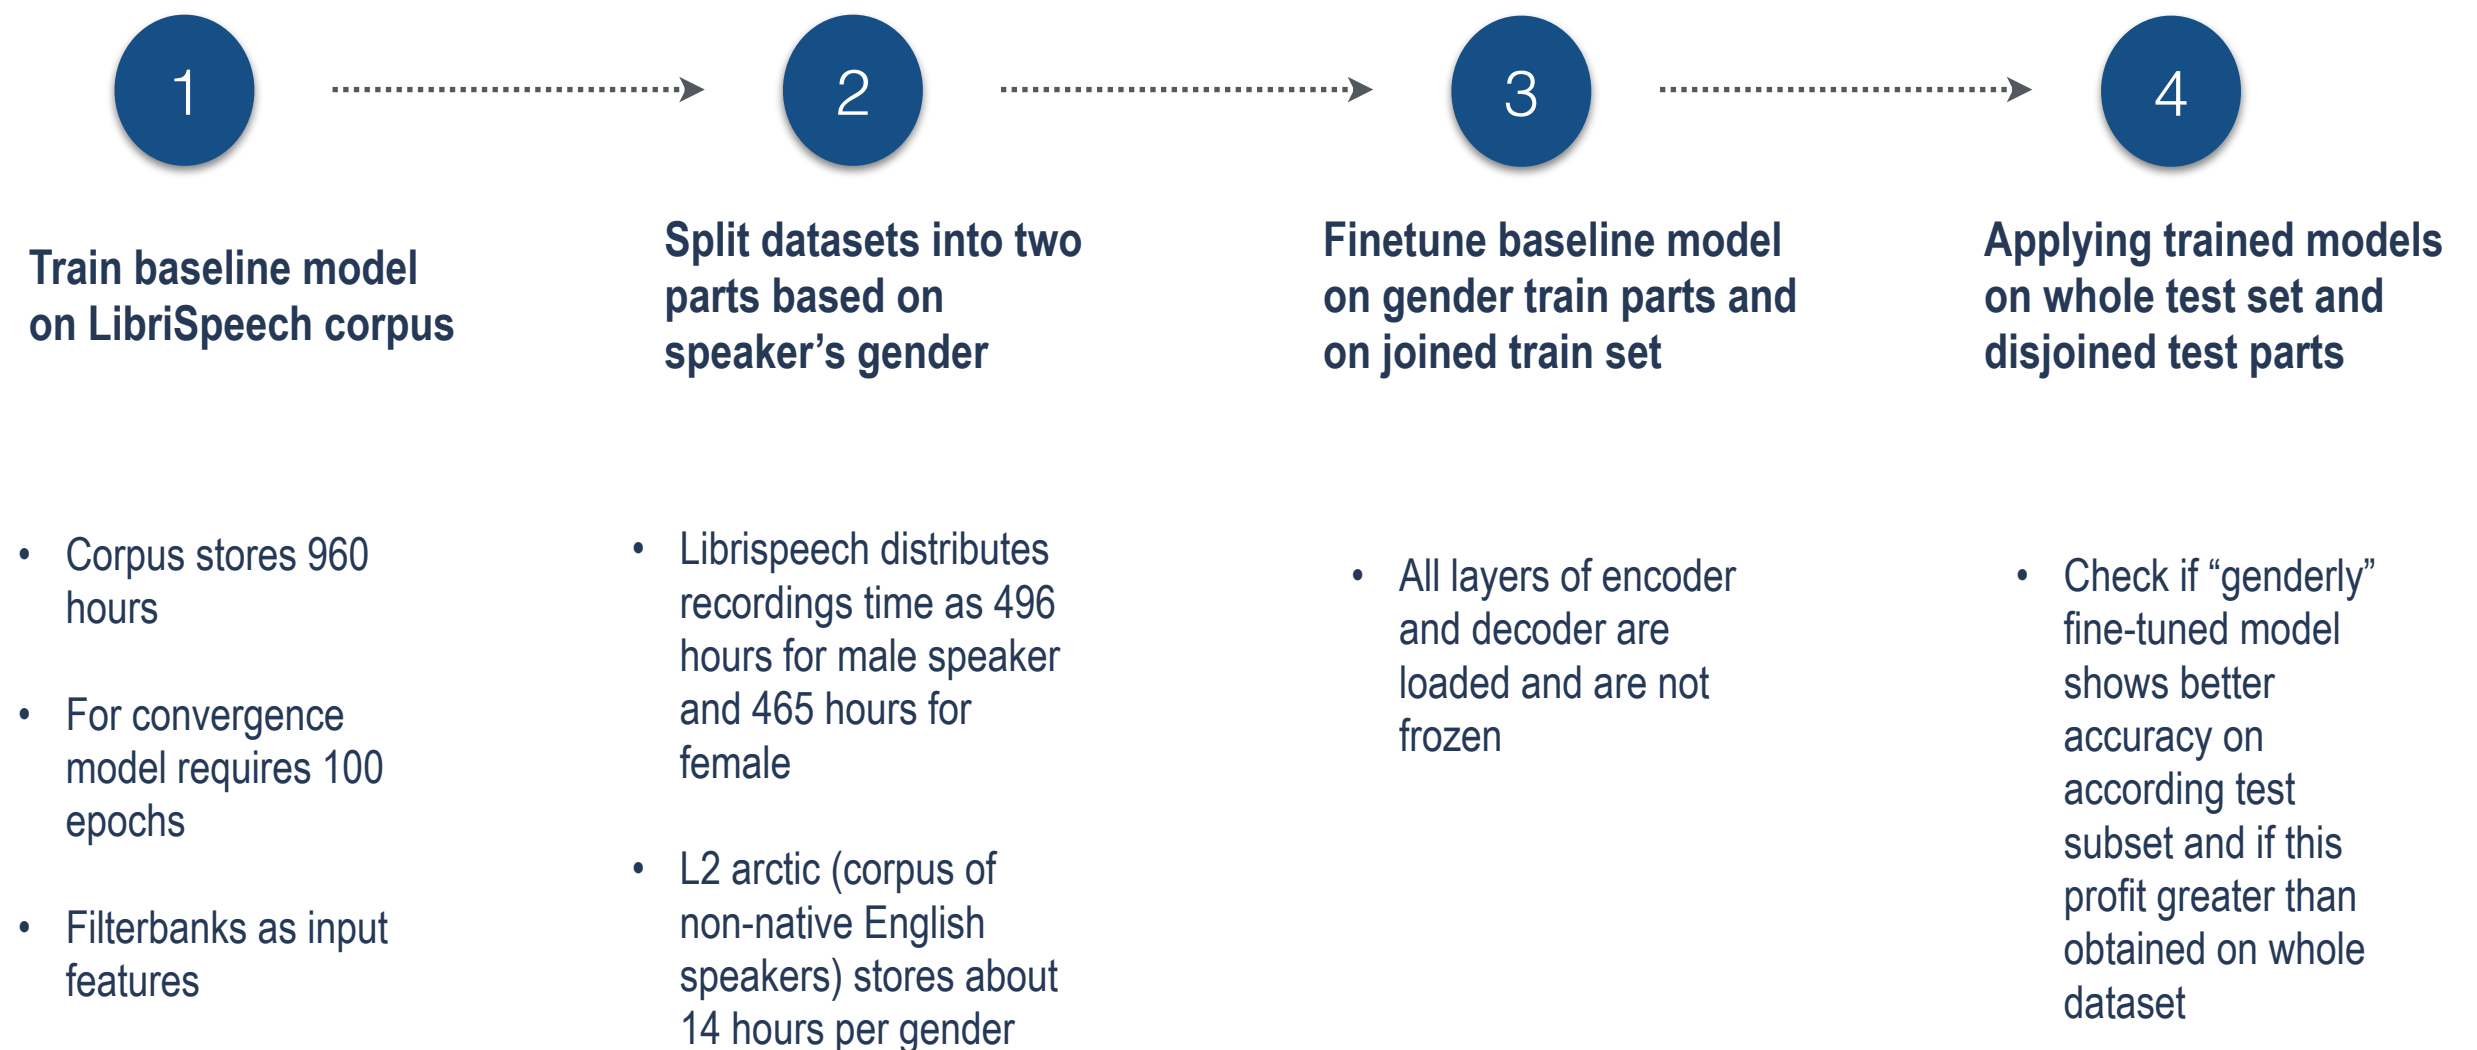 1
2
3
4
Train baseline model
on LibriSpeech corpus
Split datasets into two
parts based on
speaker’s gender
Finetune baseline model
on gender train parts and
on joined train set
Applying trained models
on whole test set and
disjoined test parts
• Corpus stores 960
hours
• For convergence
model requires 100
epochs
• Filterbanks as input
features
• Librispeech distributes
recordings time as 496
hours for male speaker
and 465 hours for
female
• L2 arctic (corpus of
non-native English
speakers) stores about
14 hours per gender
• All layers of encoder
and decoder are
loaded and are not
frozen
• Check if “genderly”
fine-tuned model
shows better
accuracy on
according test
subset and if this
profit greater than
obtained on whole
dataset